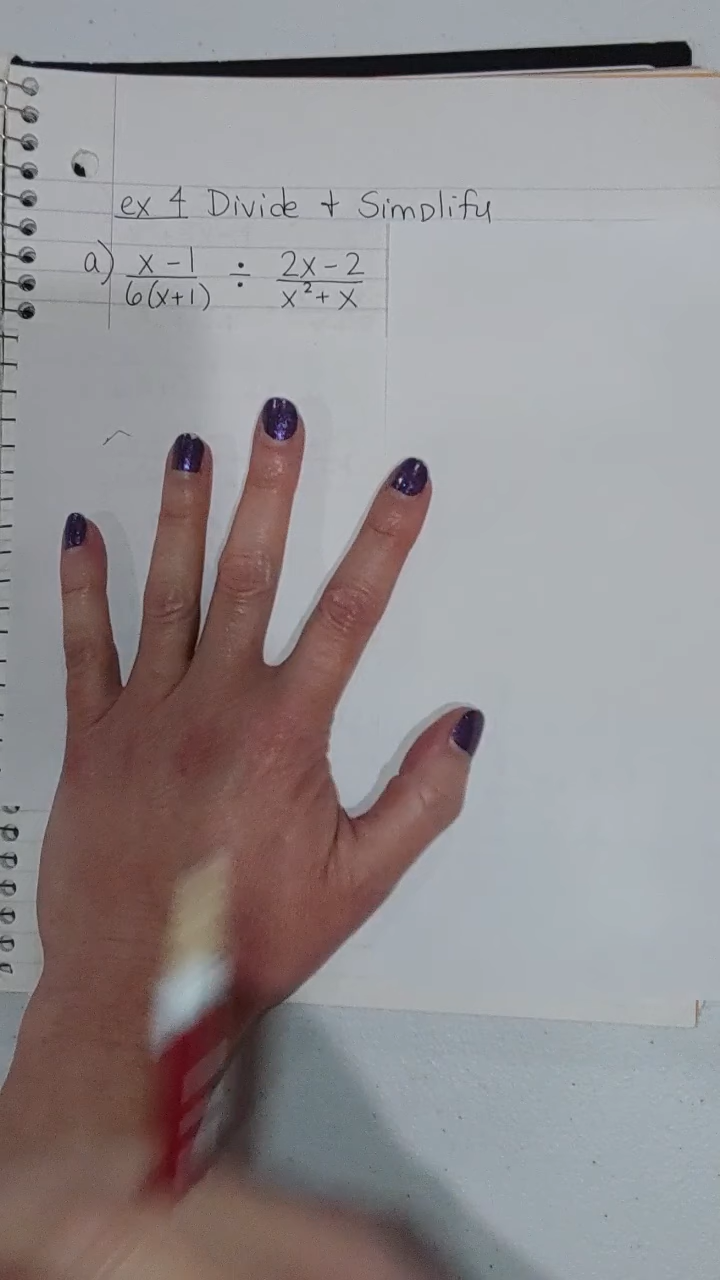 ex 4 Divide + Simplify
a) x - 1 / 6(x+1) ÷ 2x - 2 / x² + x